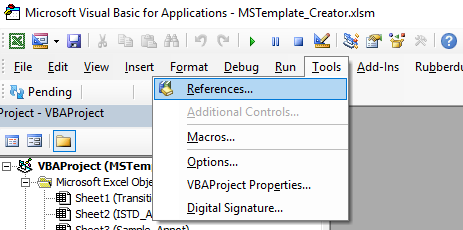 Microsoft Visual Basic for Applications - MSTemplate_Creator.xlsm
File Edit View Insert Format Debug Run Tools Add-Ins Rubberdu
Pending
References...
Project - VBAProject
Additional Controls...
Macros...
Options...
VBAProject (MSTemp
VBAProject Properties...
Microsoft Excel Obje
Sheet1 (Transiti
Digital Signature...
Sheet2 (ISTD_A
Sheet3 (Sample_Annot)